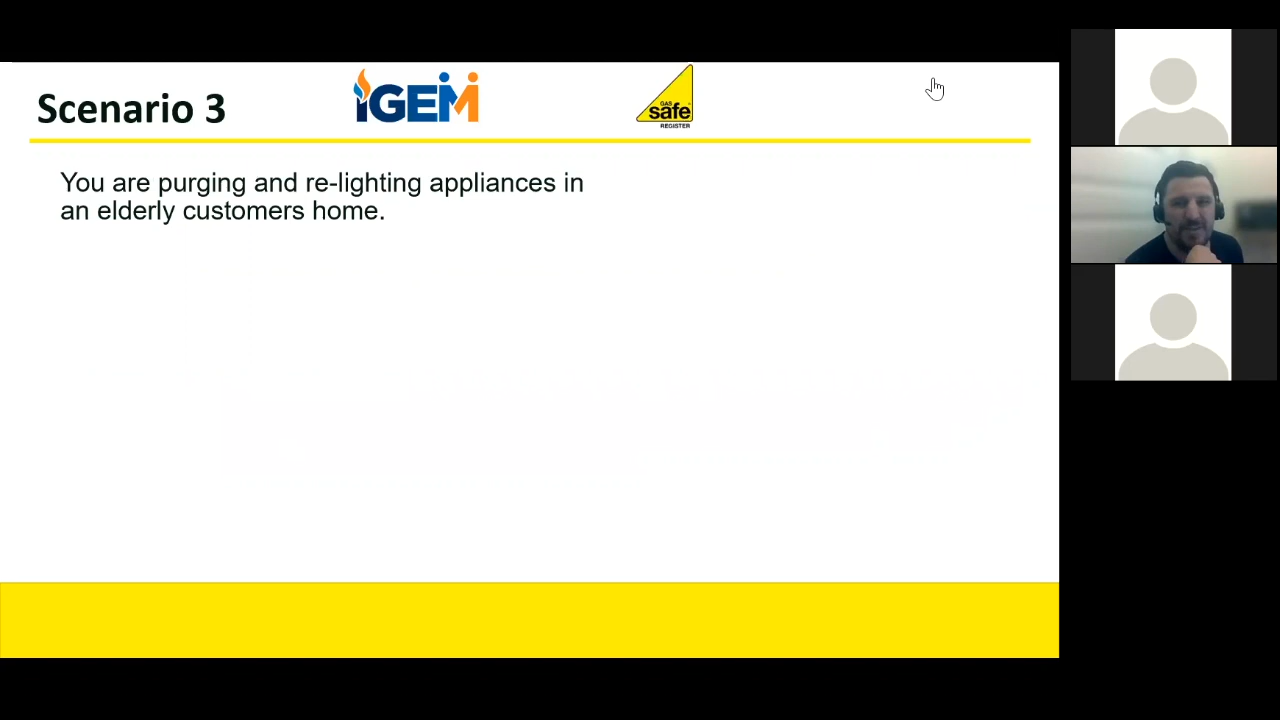 Scenario 3
iGEM
GAS
safe
REGISTER
You are purging and re-lighting appliances in
an elderly customers home.